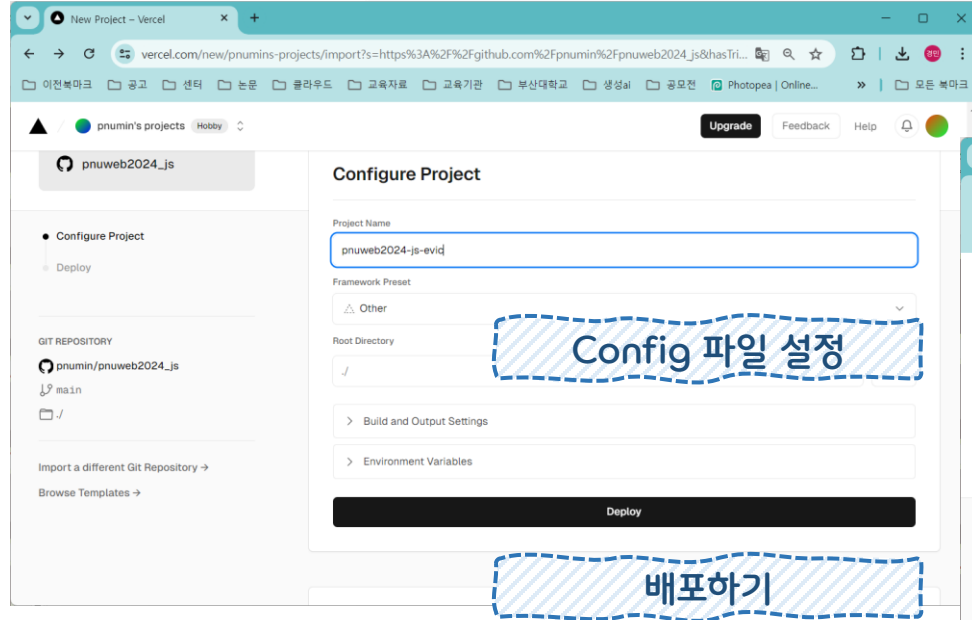 New Project – Vercel
vercel.com/new/pnumins-projects/import?s=https%3A%2F%2Fgithub.com%2Fpnumin%2Fpnuweb2024_js&hasTri...
경민
이전북마크 공고 센터 논문 클라우드 교육자료 교육기관 부산대학교 생성ai 공모전 Photopea | Online... » 모든 북마크
pnumin's projects Hobby Upgrade Feedback Help
pnuweb2024_js
Configure Project
Project Name
Configure Project
pnuweb2024-js-eviq
Deploy
Framework Preset
Other
GIT REPOSITORY
Root Directory
Config 파일 설정
pnumin/pnuweb2024_js
./
main
./
Build and Output Settings
Environment Variables
Import a different Git Repository →
Browse Templates →
Deploy
배포하기